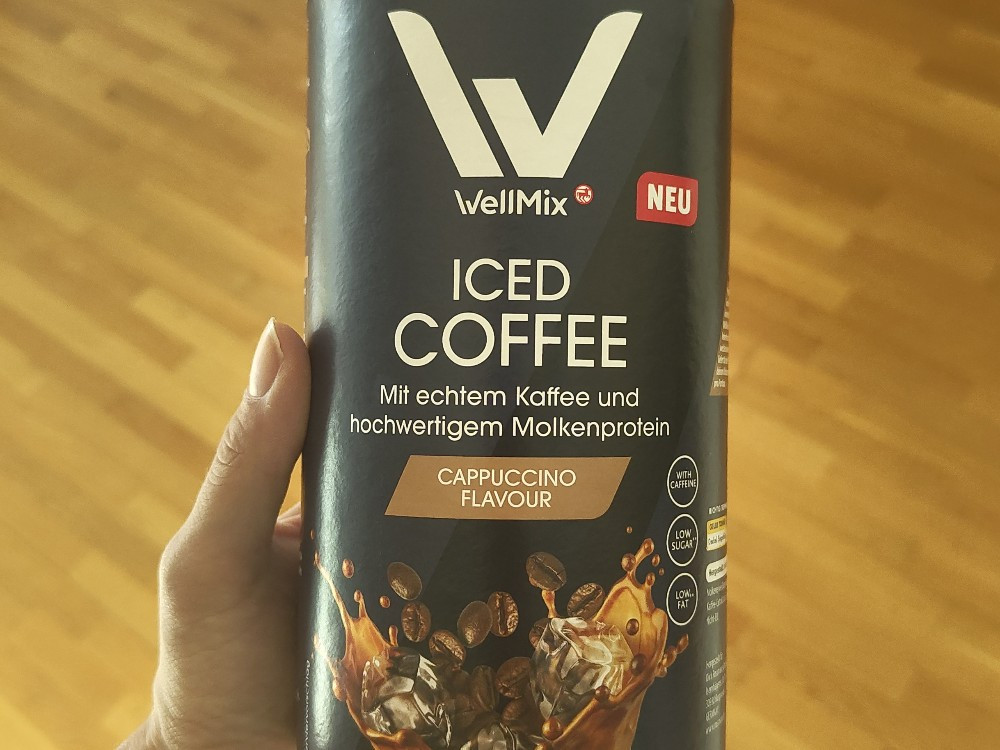 WellMix
NEU
ICED
COFFEE
Mit echtem Kaffee und
hochwertigem Molkenprotein
CAPPUCCINO
FLAVOUR
WITH
CAFFEINE
LOW
SUGAR**
LOW**
FAT